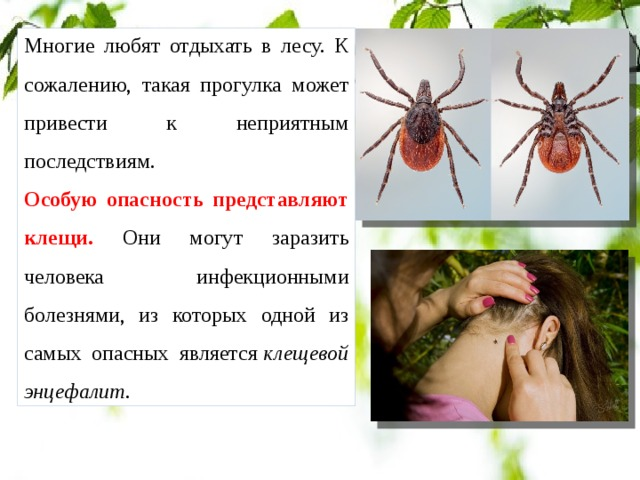 Многие любят отдыхать в лесу. К
сожалению, такая прогулка может
привести к неприятным
последствиям.
Особую опасность представляют
клещи. Они могут заразить
человека инфекционными
болезнями, из которых одной из
самых опасных является клещевой
энцефалит.